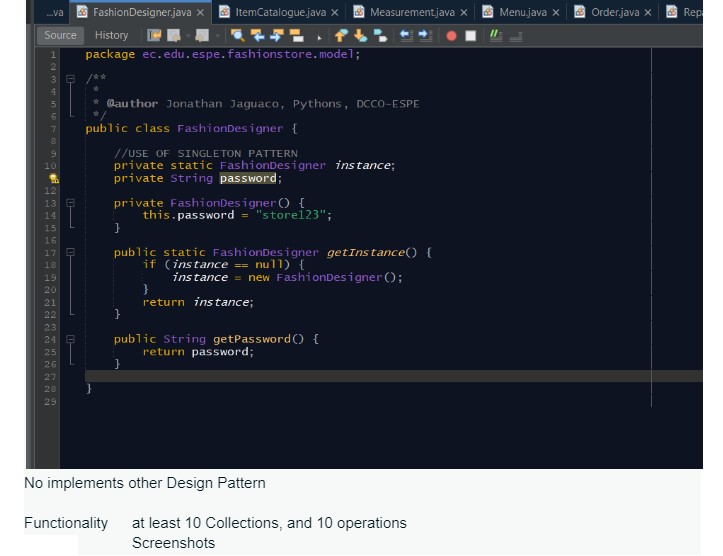 ...va FashionDesigner.java × ItemCatalogue.java × Measurement.java × Menu.java × Order.java × Rep
Source History
1 package ec.edu.espe.fashionstore.model;
2
3 /**
4 *
5 * @author Jonathan Jaguaco, Pythons, DCCO-ESPE
6 */
7 public class FashionDesigner {
8
9 //USE OF SINGLETON PATTERN
10 private static FashionDesigner instance;
private String password;
12
13 private FashionDesigner() {
14 this.password = "store123";
15 }
16
17 public static FashionDesigner getInstance() {
18 if (instance == null) {
19 instance = new FashionDesigner();
20 }
21 return instance;
22 }
23
24 public String getPassword() {
25 return password;
26 }
27
28 }
29
No implements other Design Pattern
Functionality at least 10 Collections, and 10 operations
Screenshots